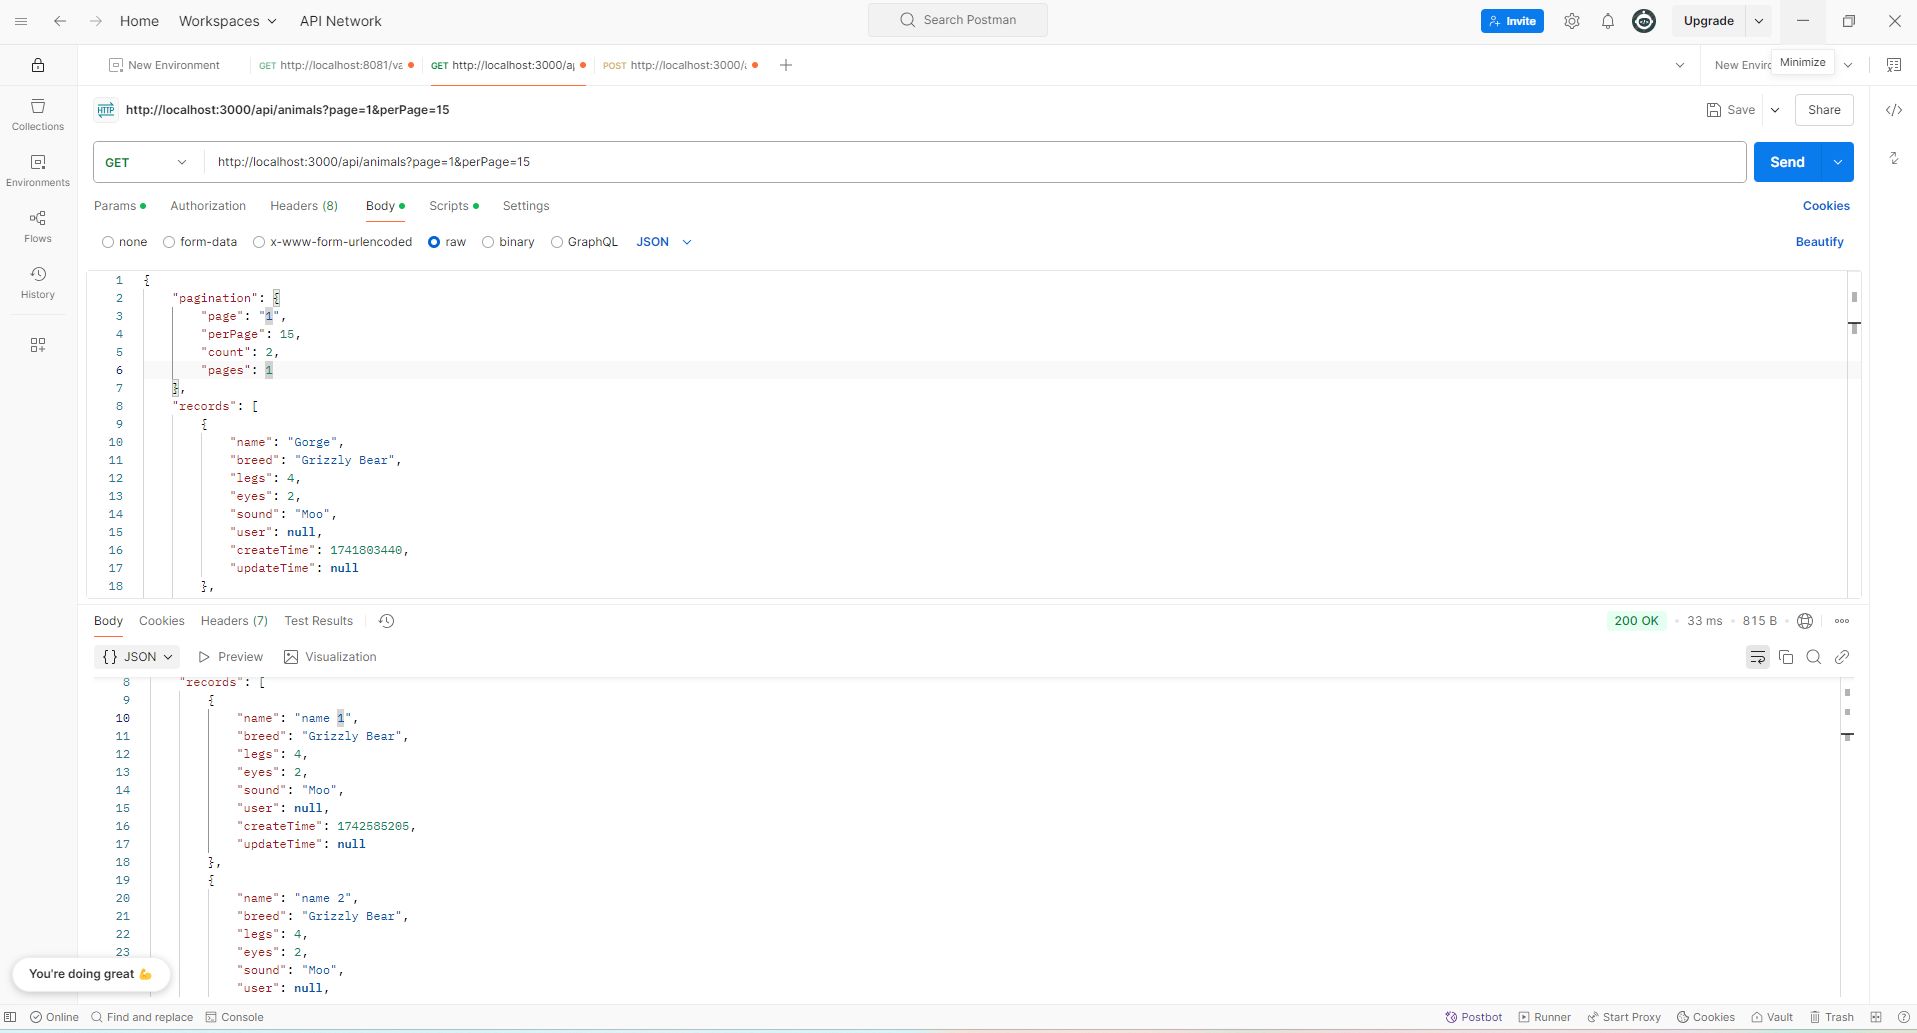 Home Workspaces API Network Search Postman Invite Upgrade
New Environment GET http://localhost:8081/va GET http://localhost:3000/ap POST http://localhost:3000/a New Enviro Minimize
HTTP http://localhost:3000/api/animals?page=1&perPage=15 Save Share
GET http://localhost:3000/api/animals?page=1&perPage=15 Send
Collections
Environments
Flows
History
Params Authorization Headers (8) Body Scripts Settings Cookies
none form-data x-www-form-urlencoded raw binary GraphQL JSON Beautify
1 {
2 "pagination": {
3 "page": "1",
4 "perPage": 15,
5 "count": 2,
6 "pages": 1
7 },
8 "records": [
9 {
10 "name": "Gorge",
11 "breed": "Grizzly Bear",
12 "legs": 4,
13 "eyes": 2,
14 "sound": "Moo",
15 "user": null,
16 "createTime": 1741803440,
17 "updateTime": null
18 },
Body Cookies Headers (7) Test Results 200 OK 33 ms 815 B
{} JSON Preview Visualization
8 "records": [
9 {
10 "name": "name 1",
11 "breed": "Grizzly Bear",
12 "legs": 4,
13 "eyes": 2,
14 "sound": "Moo",
15 "user": null,
16 "createTime": 1742585205,
17 "updateTime": null
18 },
19 {
20 "name": "name 2",
21 "breed": "Grizzly Bear",
22 "legs": 4,
23 "eyes": 2,
"sound": "Moo",
"user": null,
You're doing great 💪
Online Find and replace Console Postbot Runner Start Proxy Cookies Vault Trash